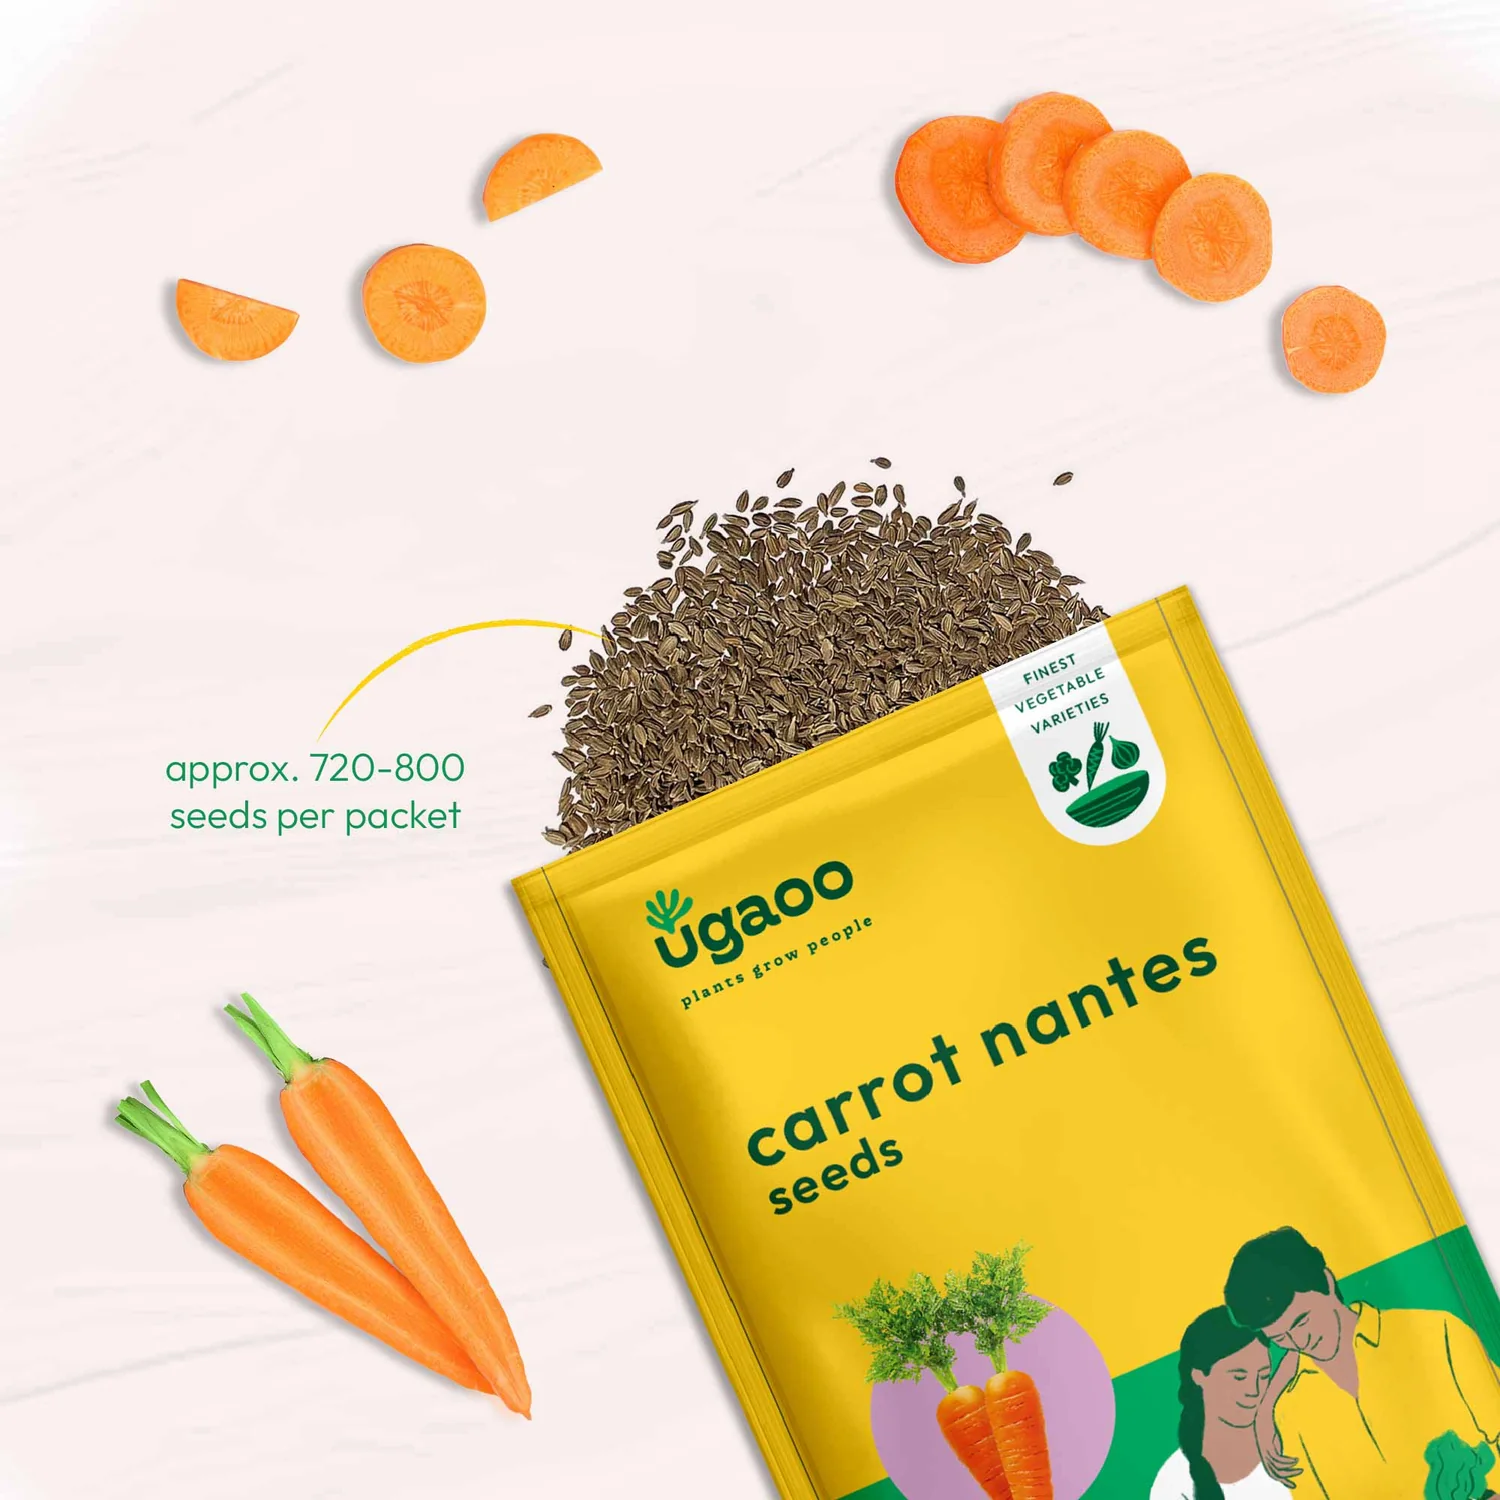 FINEST
VEGETABLE
VARIETIES
approx. 720-800
seeds per packet
ugaoo
plants grow people
carrot nantes
seeds